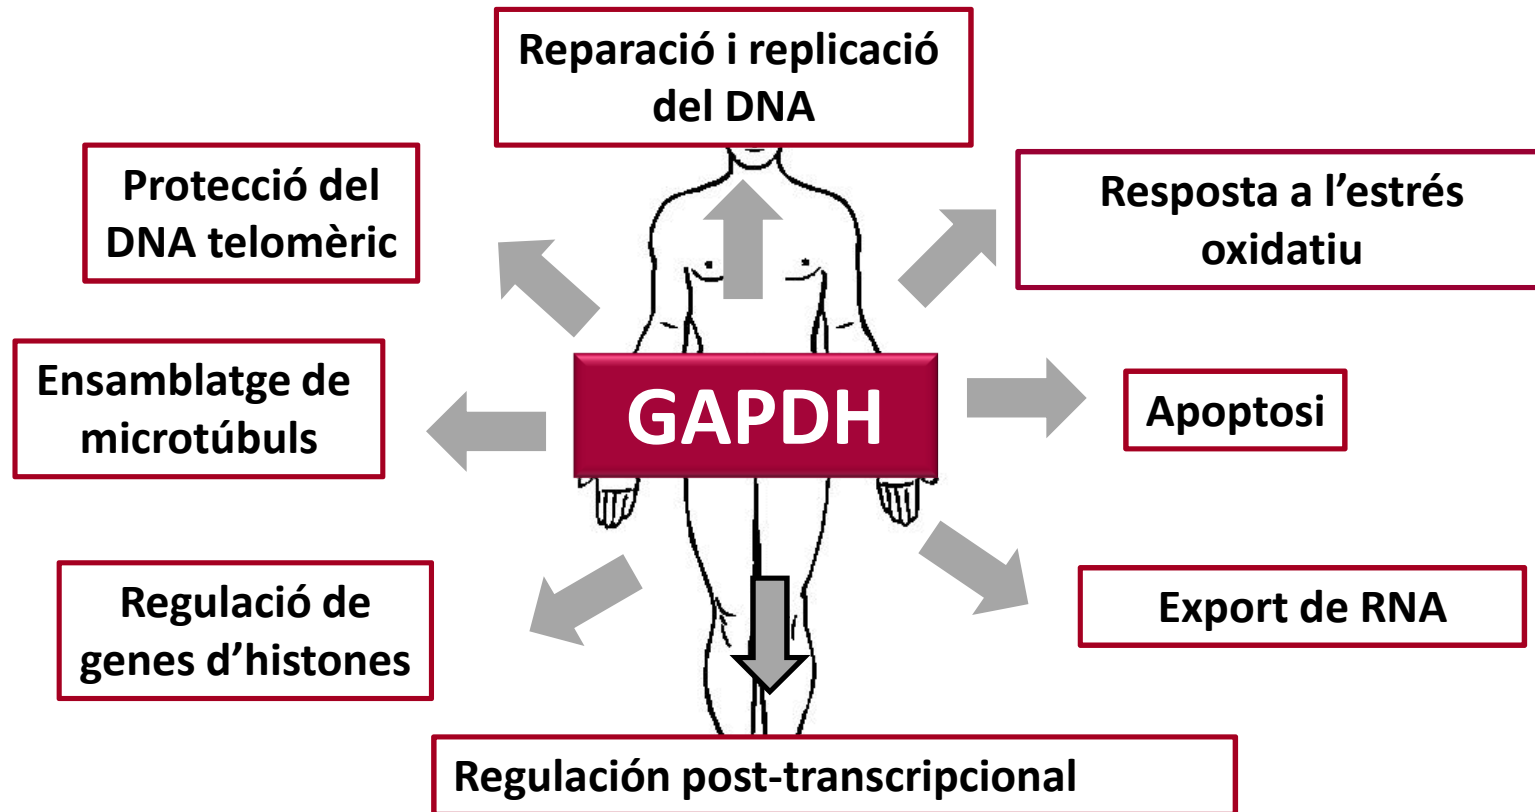 Reparació i replicació
del DNA
Protecció del
DNA telomèric
Resposta a l’estrés
oxidatiu
Ensamblatge de
microtúbuls
GAPDH
Apoptosi
Regulació de
genes d’histones
Export de RNA
Regulación post-transcripcional